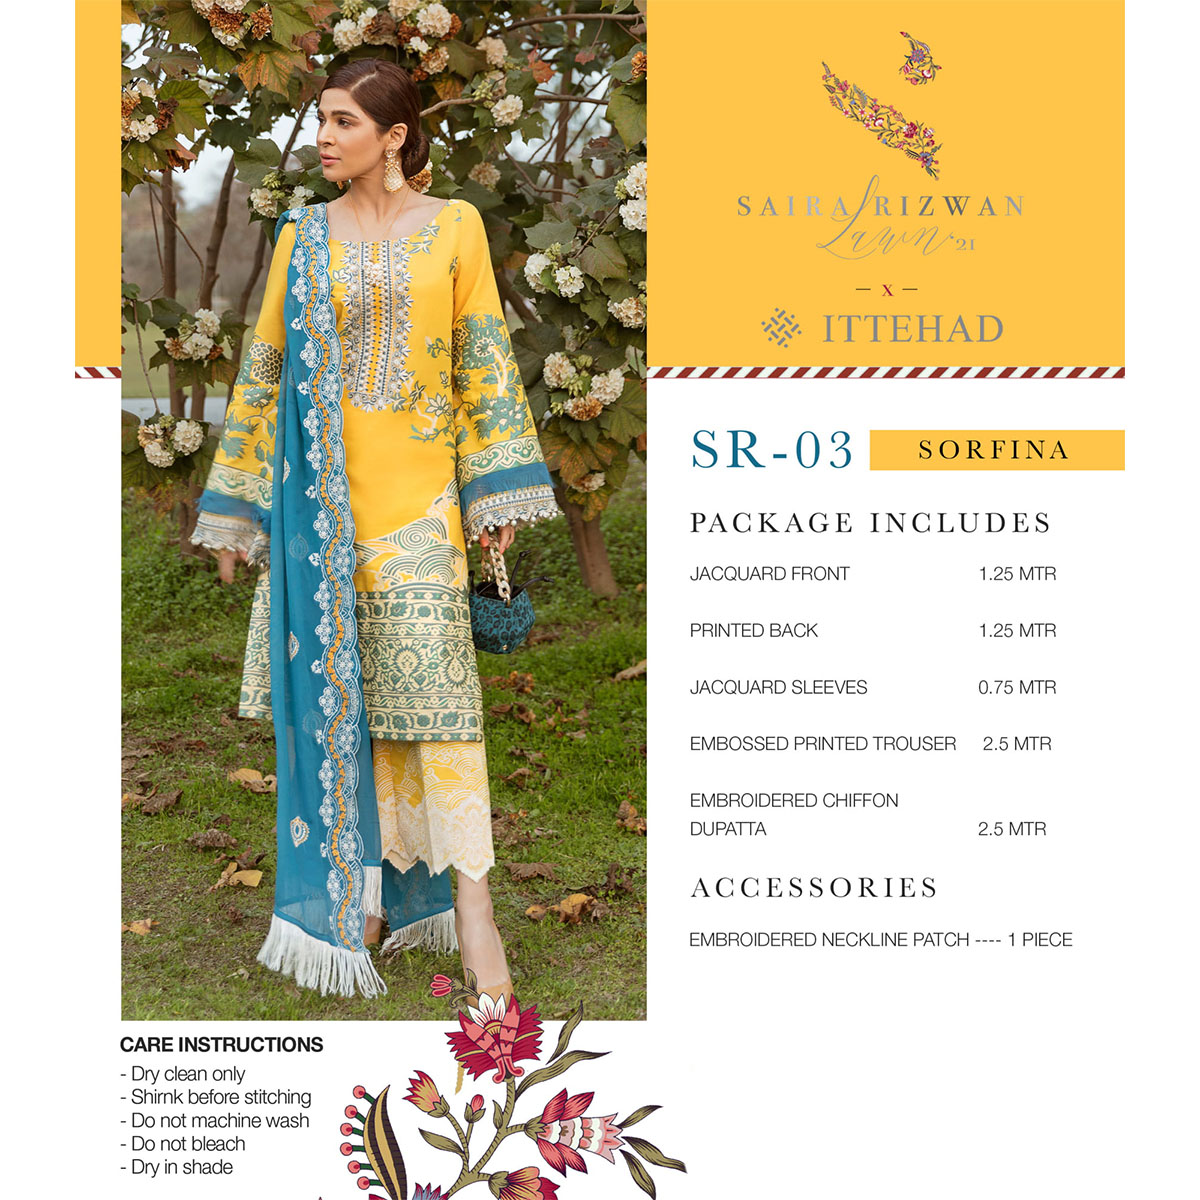 SAIRA RIZWAN
Lawn '21
– x –
ITTEHAD
SR-03 SORFINA
PACKAGE INCLUDES
JACQUARD FRONT 1.25 MTR
PRINTED BACK 1.25 MTR
JACQUARD SLEEVES 0.75 MTR
EMBOSSED PRINTED TROUSER 2.5 MTR
EMBROIDERED CHIFFON
DUPATTA 2.5 MTR
ACCESSORIES
EMBROIDERED NECKLINE PATCH ---- 1 PIECE
CARE INSTRUCTIONS
- Dry clean only
- Shirnk before stitching
- Do not machine wash
- Do not bleach
- Dry in shade